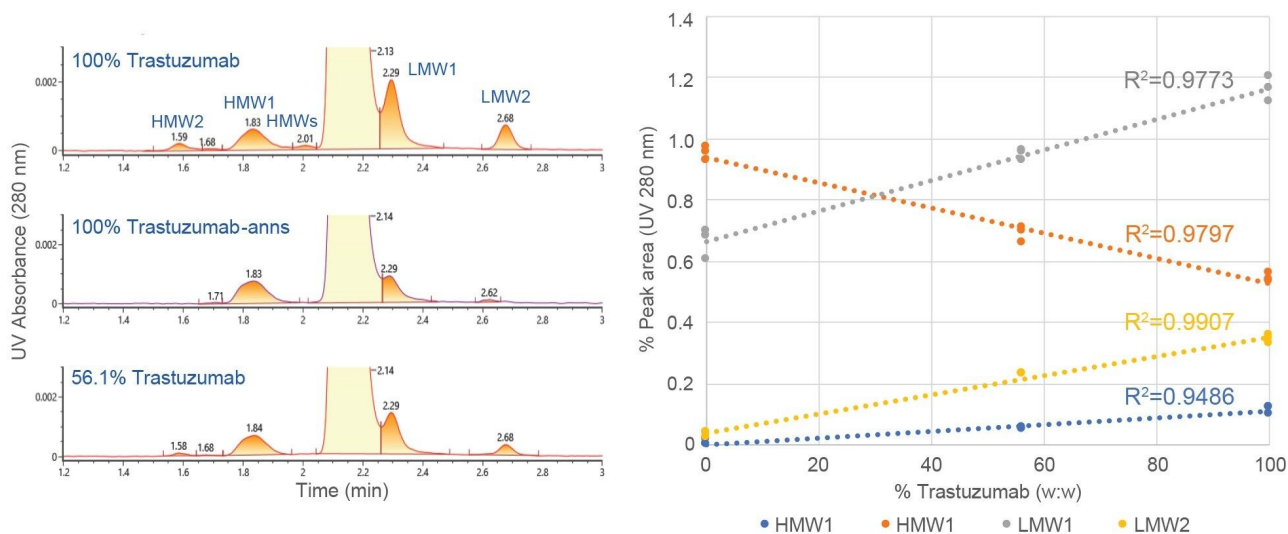 100% Trastuzumab
HMW2
HMW1
HMWs
LMW1
LMW2
0.002
0
1.59
1.68
1.83
2.01
2.13
2.29
2.68
1.2 1.4 1.6 1.8 2 2.2 2.4 2.6 2.8 3
100% Trastuzumab-anns
0.002
0
1.71
1.83
2.14
2.29
2.62
1.2 1.4 1.6 1.8 2 2.2 2.4 2.6 2.8 3
56.1% Trastuzumab
0.002
0
1.58
1.68
1.84
2.14
2.29
2.68
1.2 1.4 1.6 1.8 2 2.2 2.4 2.6 2.8 3
UV Absorbance (280 nm)
Time (min)
% Peak area (UV 280 nm)
1.4
1.2
1.0
0.8
0.6
0.4
0.2
0
R²=0.9773
R²=0.9797
R²=0.9907
R²=0.9486
0 20 40 60 80 100
% Trastuzumab (w:w)
HMW1 HMW1 LMW1 LMW2